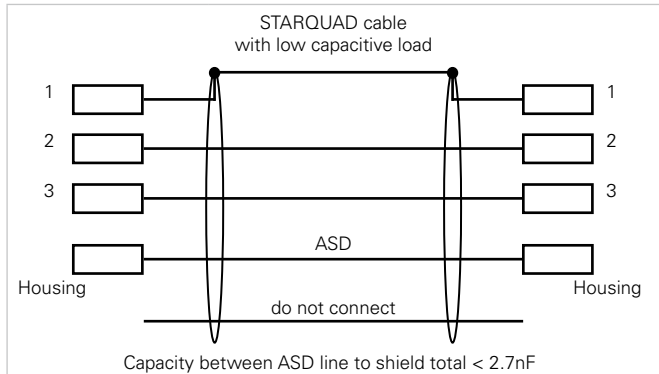 STARQUAD cable
with low capacitive load
1 1
2 2
3 3
ASD
Housing Housing
do not connect
Capacity between ASD line to shield total < 2.7nF